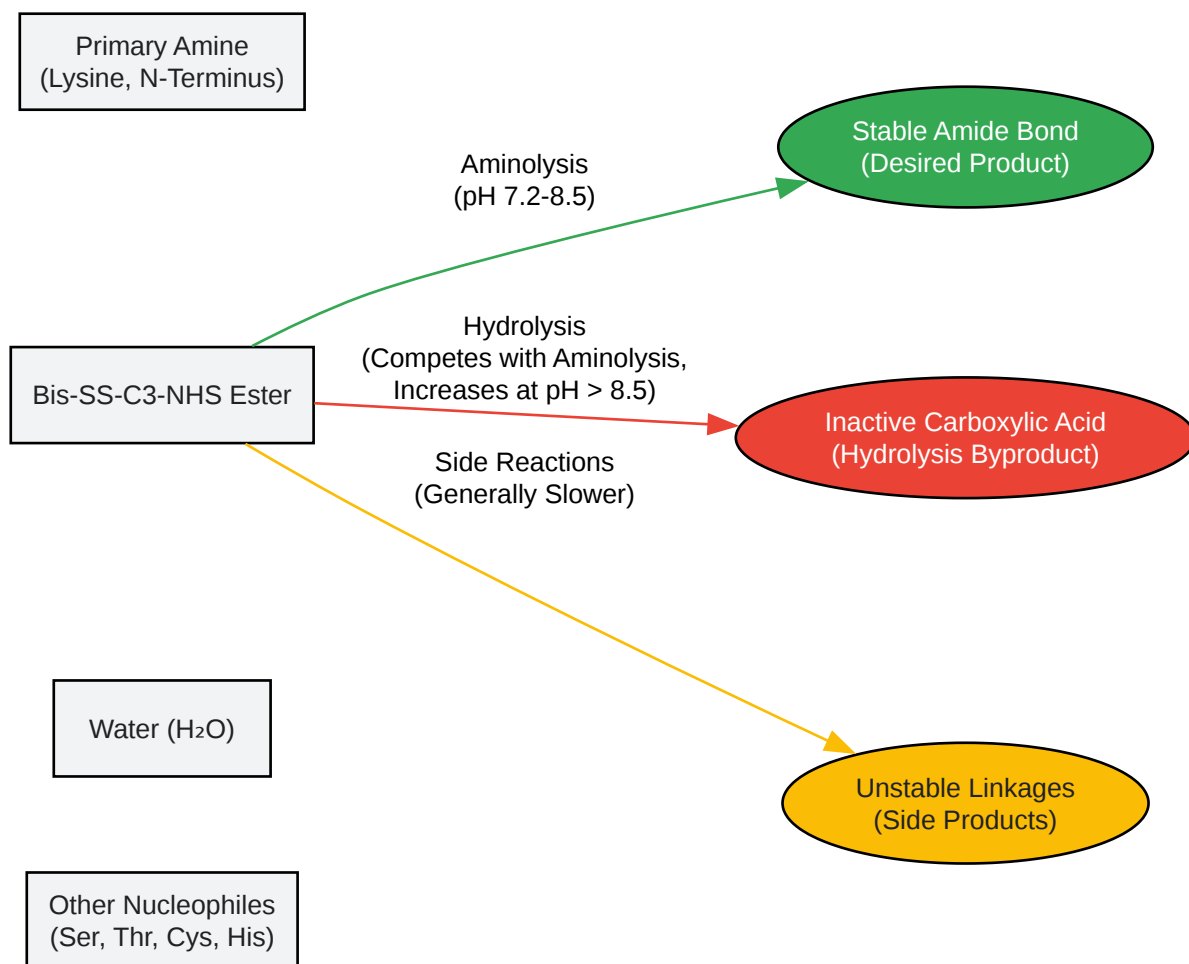 Primary Amine
(Lysine, N-Terminus)
Stable Amide Bond
(Desired Product)
Aminolysis
(pH 7.2-8.5)
Hydrolysis
(Competes with Aminolysis,
Increases at pH > 8.5)
Bis-SS-C3-NHS Ester
Inactive Carboxylic Acid
(Hydrolysis Byproduct)
Side Reactions
(Generally Slower)
Water (H₂O)
Unstable Linkages
(Side Products)
Other Nucleophiles
(Ser, Thr, Cys, His)